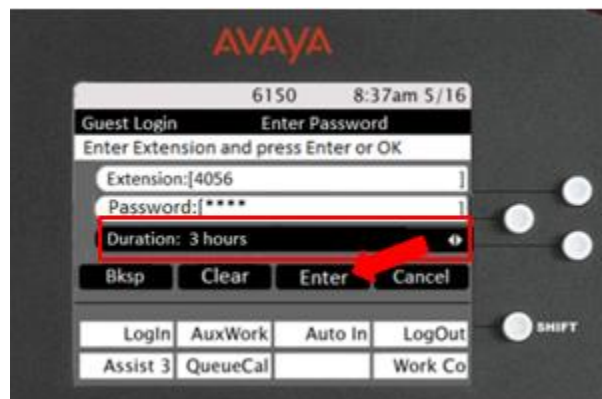 AVAYA
6150 8:37am 5/16
Guest Login Enter Password
Enter Extension and press Enter or OK
Extension:[4056 ]
Password:[**** ]
Duration: 3 hours
Bksp Clear Enter Cancel
LogIn AuxWork Auto In LogOut
SHIFT
Assist 3 QueueCal Work Co